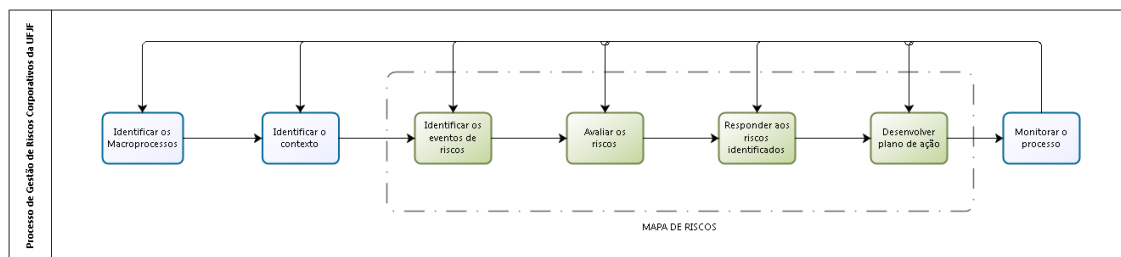 Processo de Gestão de Riscos Corporativos da UFJF
Identificar os
Macroprocessos
Identificar o
contexto
Identificar os
eventos de
riscos
Avaliar os
riscos
Responder aos
riscos
identificados
Desenvolver
plano de ação
Monitorar o
processo
MAPA DE RISCOS